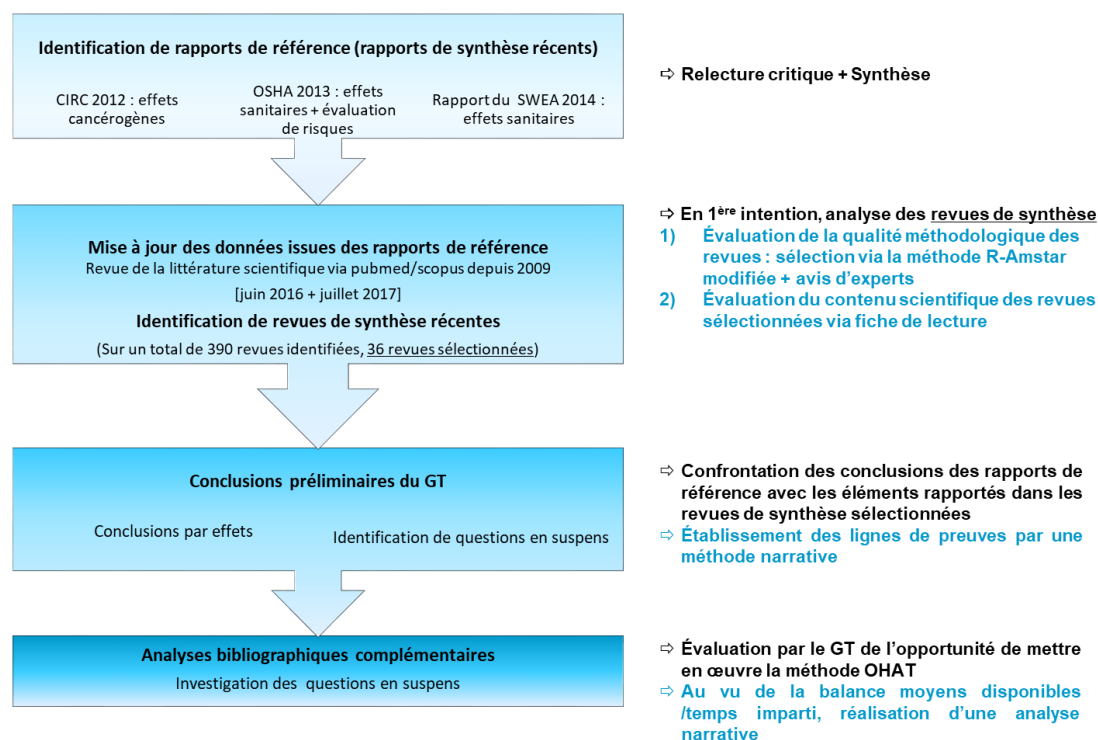 Identification de rapports de référence (rapports de synthèse récents)
CIRC 2012 : effets
cancérogènes
OSHA 2013 : effets
sanitaires + évaluation
de risques
Rapport du SWEA 2014 :
effets sanitaires
⇨ Relecture critique + Synthèse
Mise à jour des données issues des rapports de référence
Revue de la littérature scientifique via pubmed/scopus depuis 2009
[juin 2016 + juillet 2017]
Identification de revues de synthèse récentes
(Sur un total de 390 revues identifiées, 36 revues sélectionnées)
⇨ En 1ère intention, analyse des revues de synthèse
1) Évaluation de la qualité méthodologique des
revues : sélection via la méthode R-Amstar
modifiée + avis d’experts
2) Évaluation du contenu scientifique des revues
sélectionnées via fiche de lecture
Conclusions préliminaires du GT
Conclusions par effets
Identification de questions en suspens
⇨ Confrontation des conclusions des rapports de
référence avec les éléments rapportés dans les
revues de synthèse sélectionnées
⇨ Établissement des lignes de preuves par une
méthode narrative
Analyses bibliographiques complémentaires
Investigation des questions en suspens
⇨ Évaluation par le GT de l’opportunité de mettre
en œuvre la méthode OHAT
⇨ Au vu de la balance moyens disponibles
/temps imparti, réalisation d’une analyse
narrative